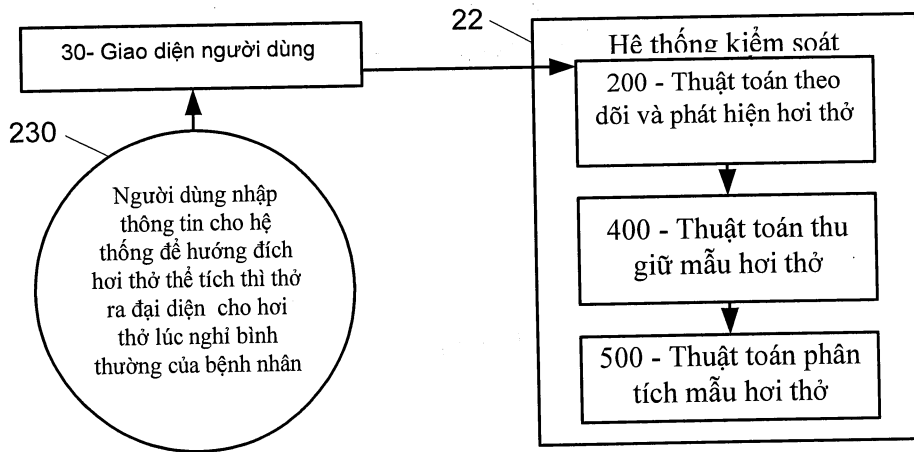 22
30- Giao diện người dùng
Hệ thống kiểm soát
200 - Thuật toán theo
dõi và phát hiện hơi thở
230
Người dùng nhập
thông tin cho hệ
thống để hướng đích
hơi thở thể tích thì thở
ra đại diện cho hơi
thở lúc nghỉ bình
thường của bệnh nhân
400 - Thuật toán thu
giữ mẫu hơi thở
500 - Thuật toán phân
tích mẫu hơi thở